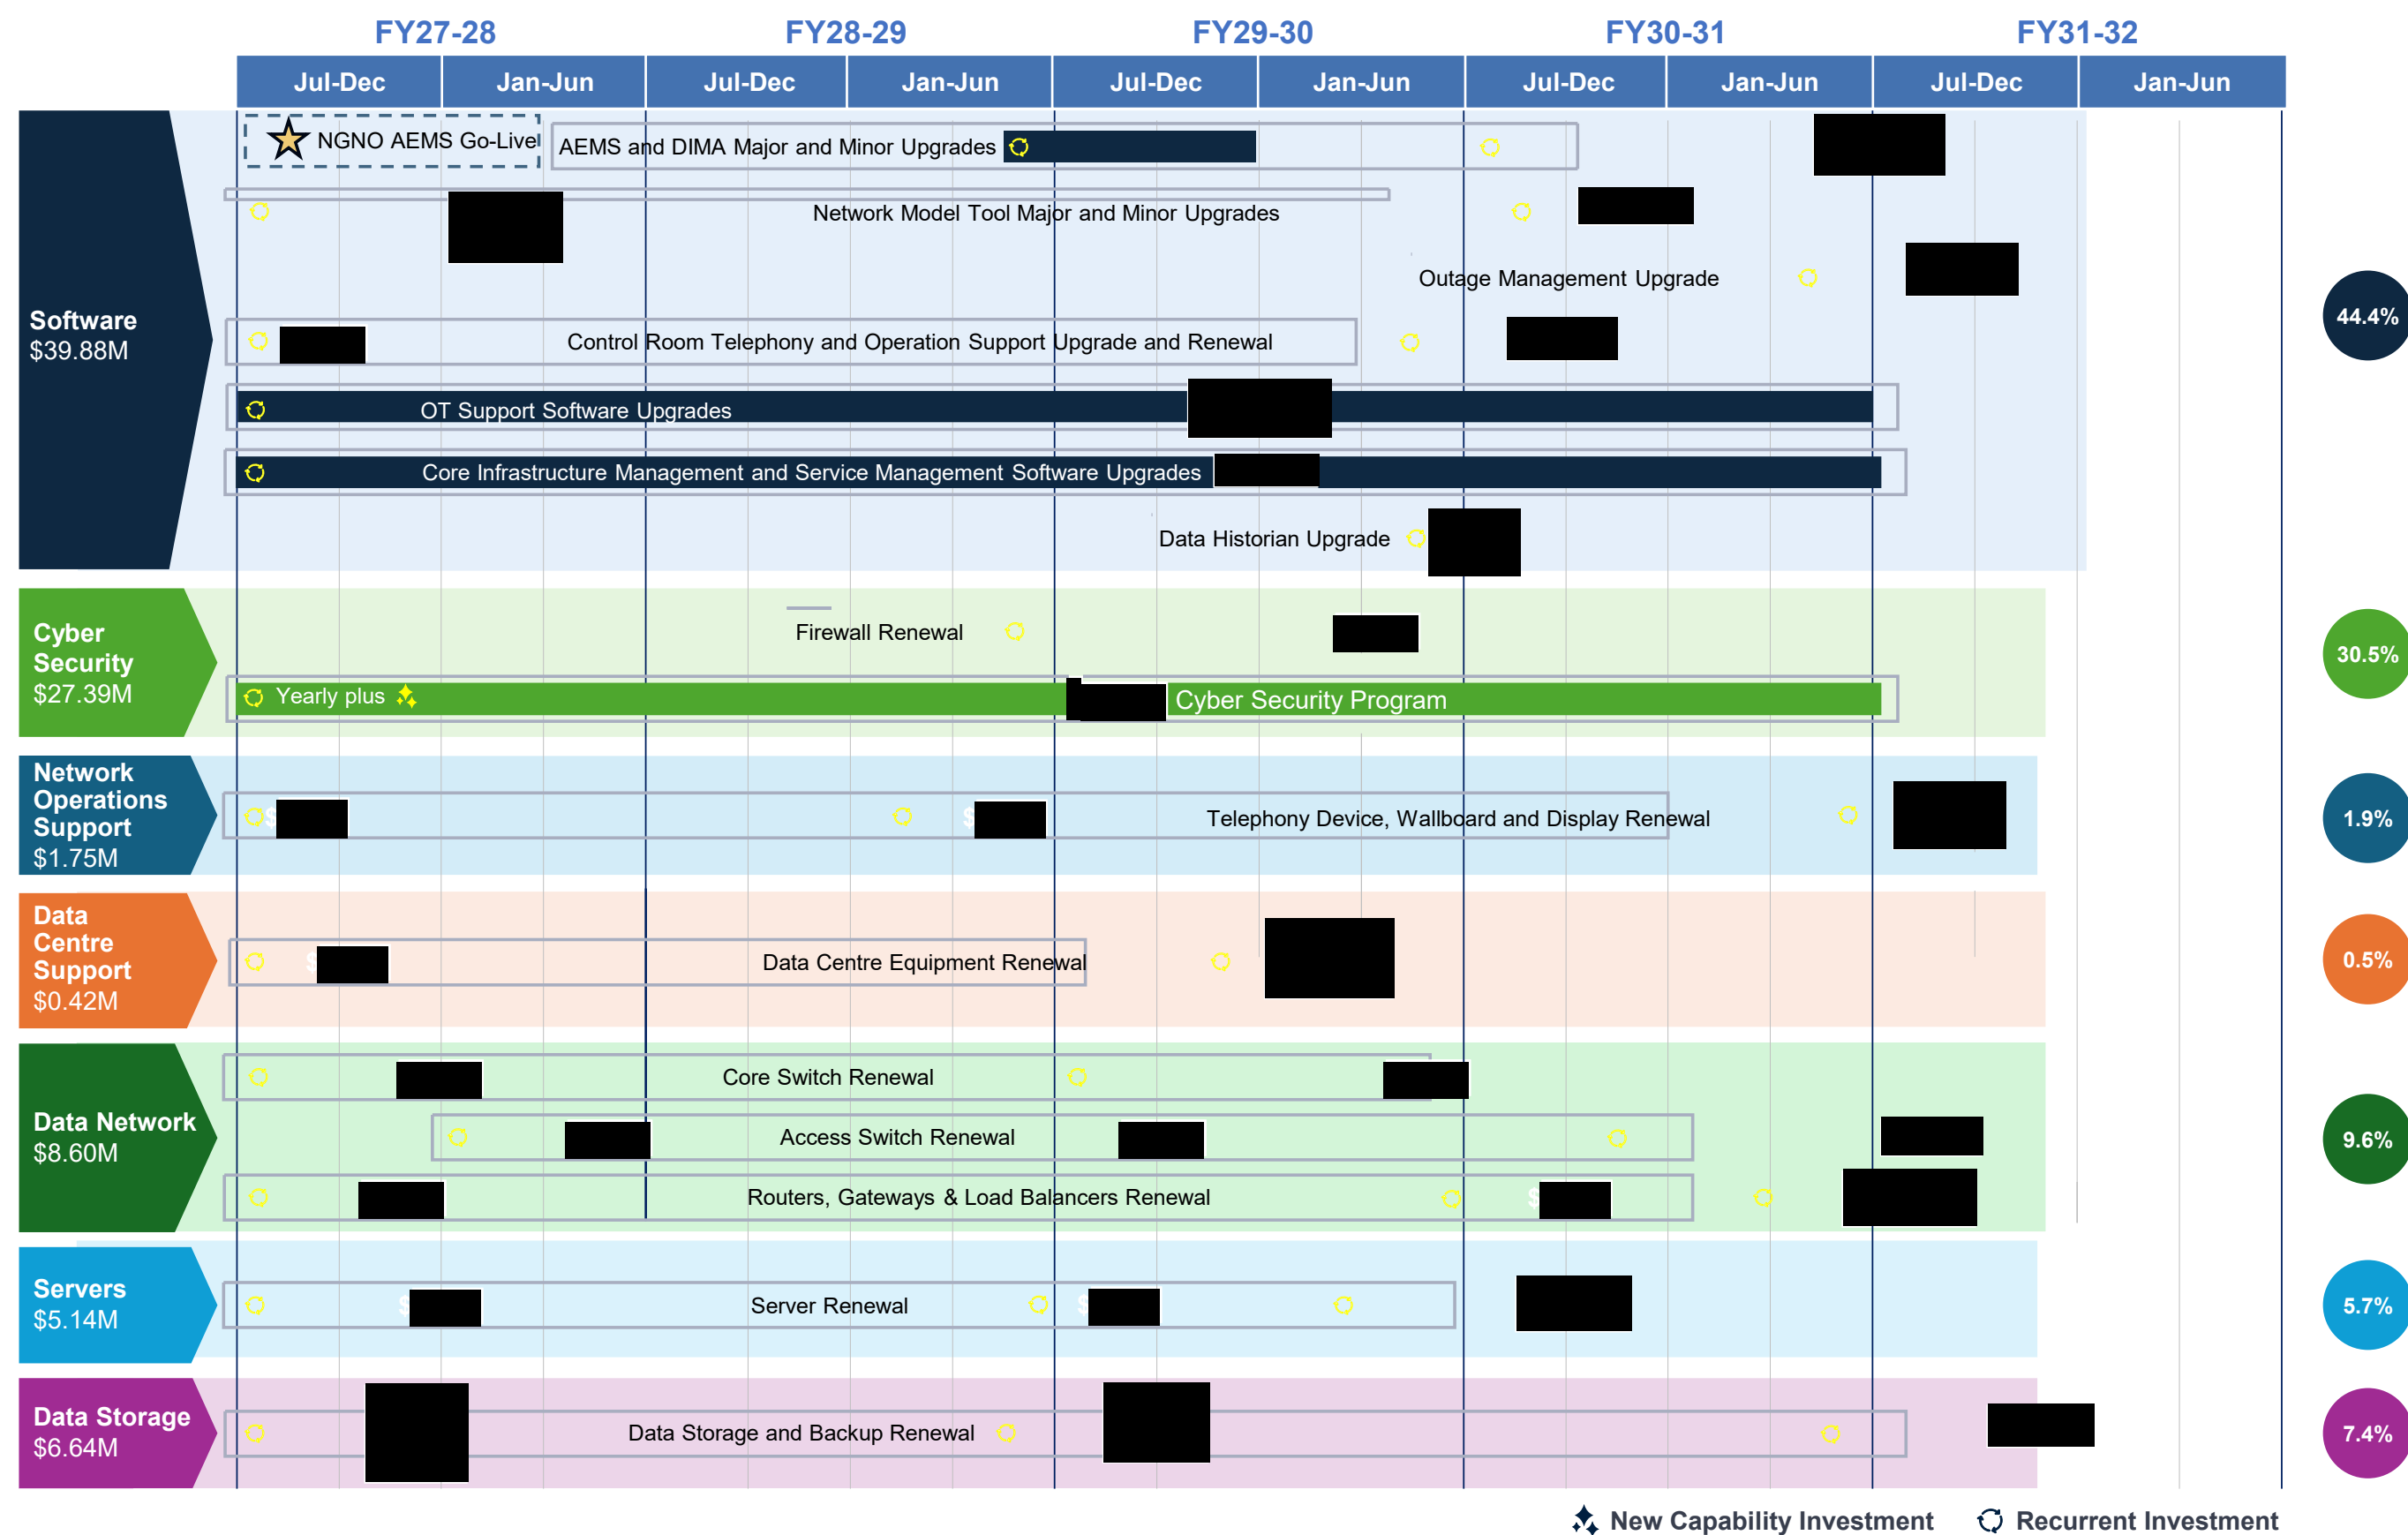 FY27-28 FY28-29 FY29-30 FY30-31 FY31-32
Jul-Dec Jan-Jun Jul-Dec Jan-Jun Jul-Dec Jan-Jun Jul-Dec Jan-Jun Jul-Dec Jan-Jun
Software
$39.88M
NGNO AEMS Go-Live
AEMS and DIMA Major and Minor Upgrades
Network Model Tool Major and Minor Upgrades
Outage Management Upgrade
Control Room Telephony and Operation Support Upgrade and Renewal
OT Support Software Upgrades
Core Infrastructure Management and Service Management Software Upgrades
Data Historian Upgrade
44.4%
Cyber
Security
$27.39M
Firewall Renewal
Yearly plus
Cyber Security Program
30.5%
Network
Operations
Support
$1.75M
$
$
Telephony Device, Wallboard and Display Renewal
1.9%
Data
Centre
Support
$0.42M
$
Data Centre Equipment Renewal
0.5%
Data Network
$8.60M
Core Switch Renewal
Access Switch Renewal
Routers, Gateways & Load Balancers Renewal
$
9.6%
Servers
$5.14M
$
Server Renewal
$
5.7%
Data Storage
$6.64M
Data Storage and Backup Renewal
7.4%
New Capability Investment
Recurrent Investment